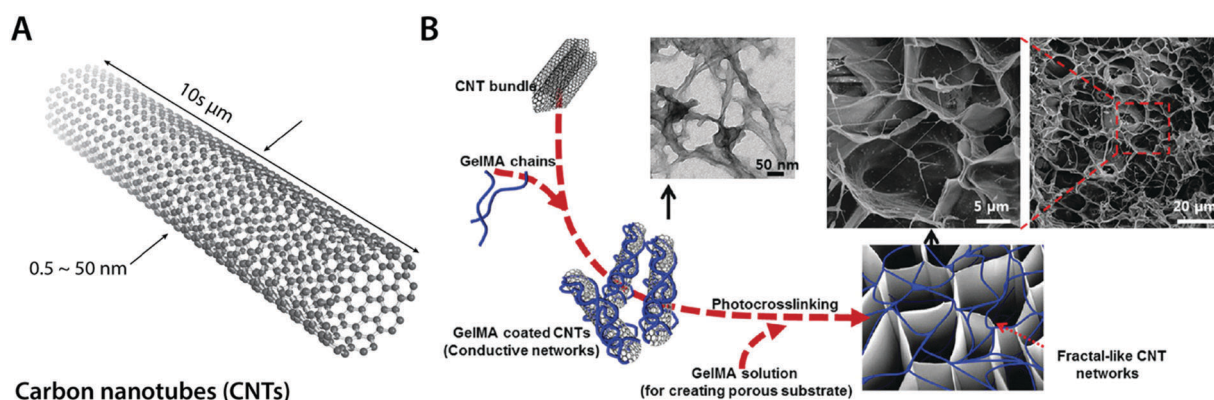 A
10s μm
0.5 ~ 50 nm
Carbon nanotubes (CNTs)
B
CNT bundle
GelMA chains
GelMA coated CNTs
(Conductive networks)
50 nm
Photocrosslinking
GelMA solution
(for creating porous substrate)
5 μm
20 μm
Fractal-like CNT
networks